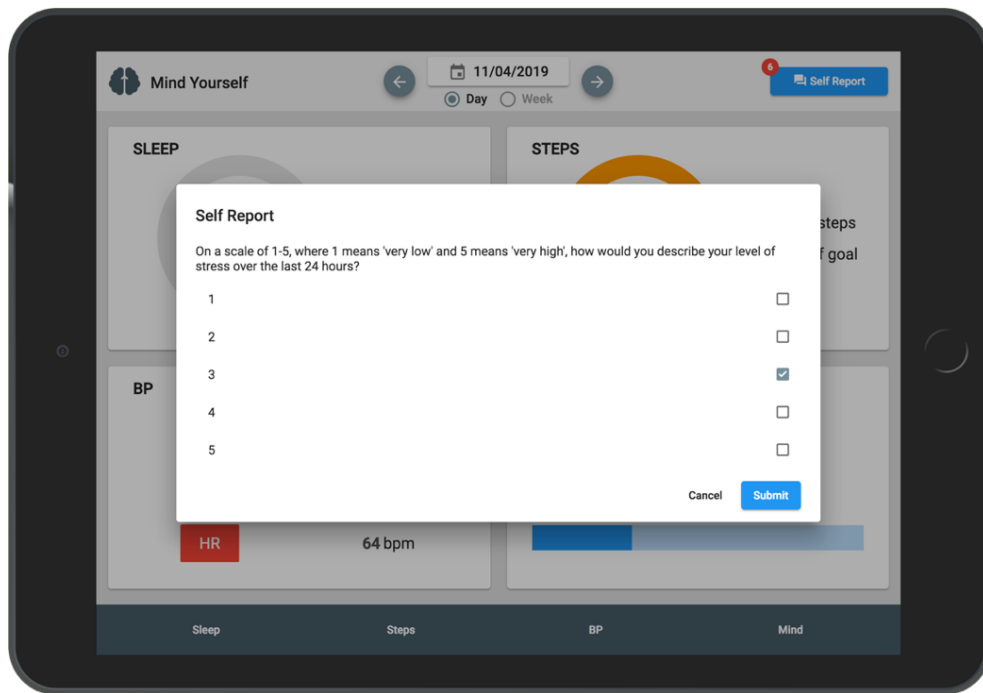 Mind Yourself
11/04/2019
Day Week
6
Self Report
SLEEP
STEPS
steps
f goal
Self Report
On a scale of 1-5, where 1 means 'very low' and 5 means 'very high', how would you describe your level of
stress over the last 24 hours?
1
2
3
4
5
Cancel Submit
BP
HR 64 bpm
Sleep Steps BP Mind